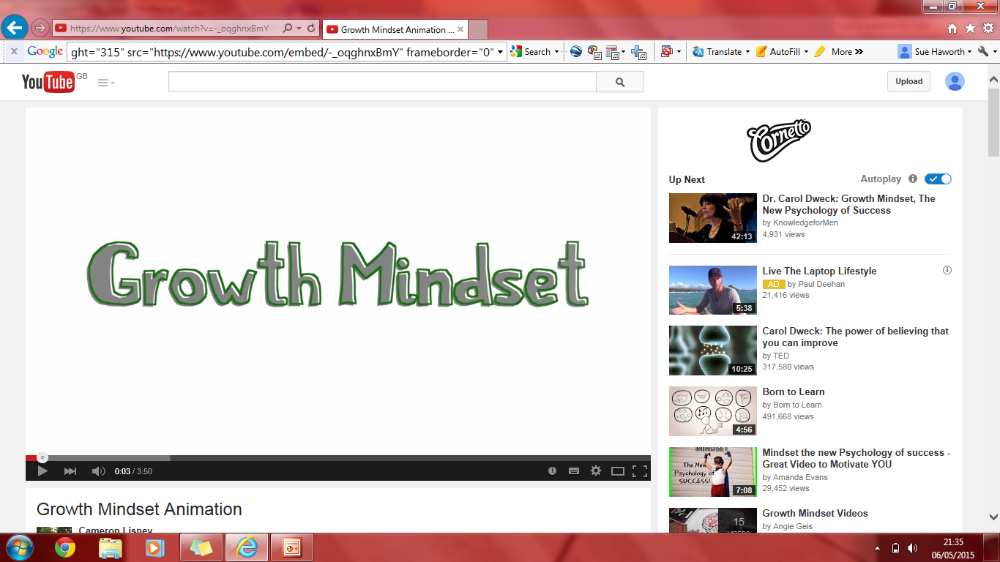 https://www.youtube.com/watch?v=-_oqghnxBmY
Growth Mindset Animation ...
Google
ght="315" src="https://www.youtube.com/embed/-_oqghnxBmY" frameborder="0"
Search
Translate
AutoFill
More
Sue Haworth
YouTube GB
Upload
Growth Mindset
0:03 / 3:50
Growth Mindset Animation
Cameron Lisney
Cornetto
Up Next
Autoplay
42:13
Dr. Carol Dweck: Growth Mindset, The
New Psychology of Success
by KnowledgeforMen
4,931 views
5:38
Live The Laptop Lifestyle
AD by Paul Deehan
21,416 views
10:25
Carol Dweck: The power of believing that
you can improve
by TED
317,580 views
4:56
Born to Learn
by Born to Learn
491,668 views
MINDSET
The New
Psychology of
SUCCESS!
7:08
Mindset the new Psychology of success -
Great Video to Motivate YOU
by Amanda Evans
29,452 views
15
Growth Mindset Videos
by Angie Geis
21:35
06/05/2015